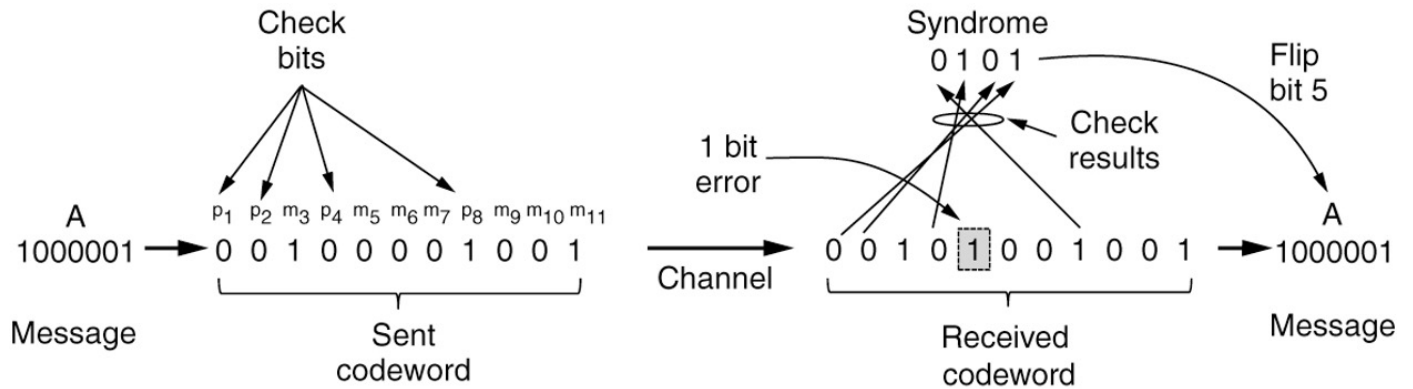 Check
bits
A
1000001
Message
p1 p2 m3 p4 m5 m6 m7 p8 m9 m10 m11
0 0 1 0 0 0 0 1 0 0 1
Sent
codeword
Channel
1 bit
error
Syndrome
0 1 0 1
Check
results
Flip
bit 5
0 0 1 0 1 0 0 1 0 0 1
Received
codeword
A
1000001
Message